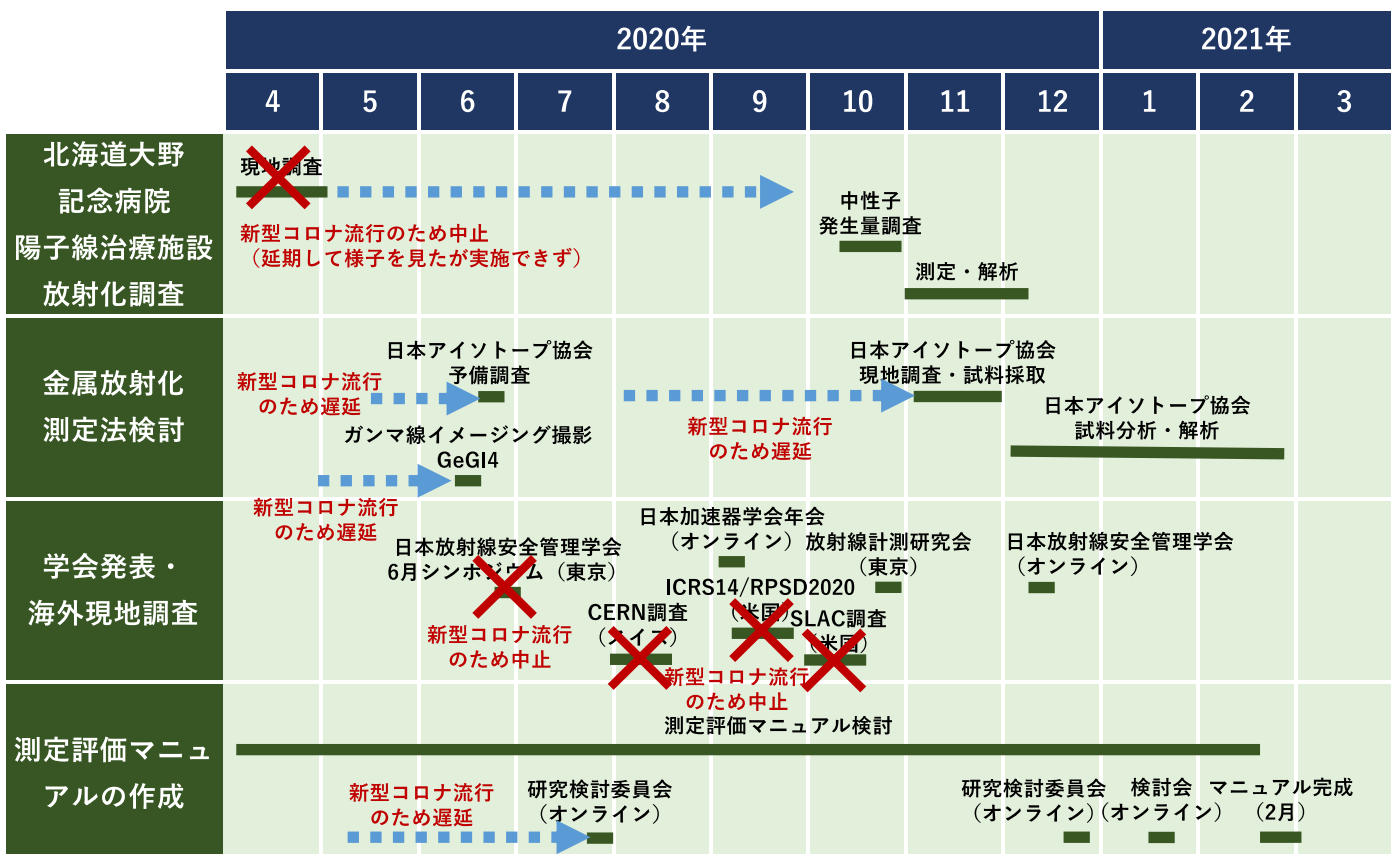 2020年
2021年
4
5
6
7
8
9
10
11
12
1
2
3
北海道大野
記念病院
陽子線治療施設
放射化調査
現地調査
新型コロナ流行のため中止
（延期して様子を見たが実施できず）
中性子
発生量調査
測定・解析
金属放射化
測定法検討
新型コロナ流行
のため遅延
日本アイソトープ協会
予備調査
ガンマ線イメージング撮影
GeGI4
新型コロナ流行
のため遅延
新型コロナ流行
のため遅延
日本アイソトープ協会
現地調査・試料採取
日本アイソトープ協会
試料分析・解析
学会発表・
海外現地調査
日本放射線安全管理学会
6月シンポジウム（東京）
新型コロナ流行
のため中止
CERN調査
（スイス）
日本加速器学会年会
（オンライン）
ICRS14/RPSD2020
（米国）
新型コロナ流行
のため中止
放射線計測研究会
（東京）
SLAC調査
（米国）
日本放射線安全管理学会
（オンライン）
測定評価マニュ
アルの作成
測定評価マニュアル検討
新型コロナ流行
のため遅延
研究検討委員会
（オンライン）
研究検討委員会
（オンライン）
検討会
（オンライン）
マニュアル完成
（2月）